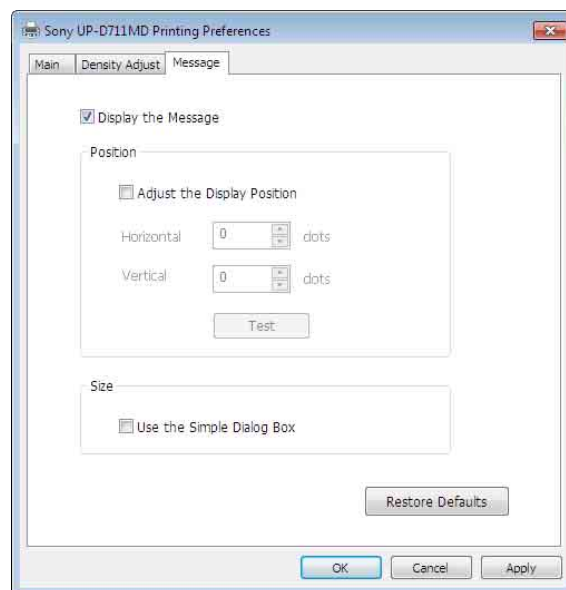 Sony UP-D711MD Printing Preferences
Main Density Adjust Message
Display the Message
Position
Adjust the Display Position
Horizontal 0 dots
Vertical 0 dots
Test
Size
Use the Simple Dialog Box
Restore Defaults
OK Cancel Apply